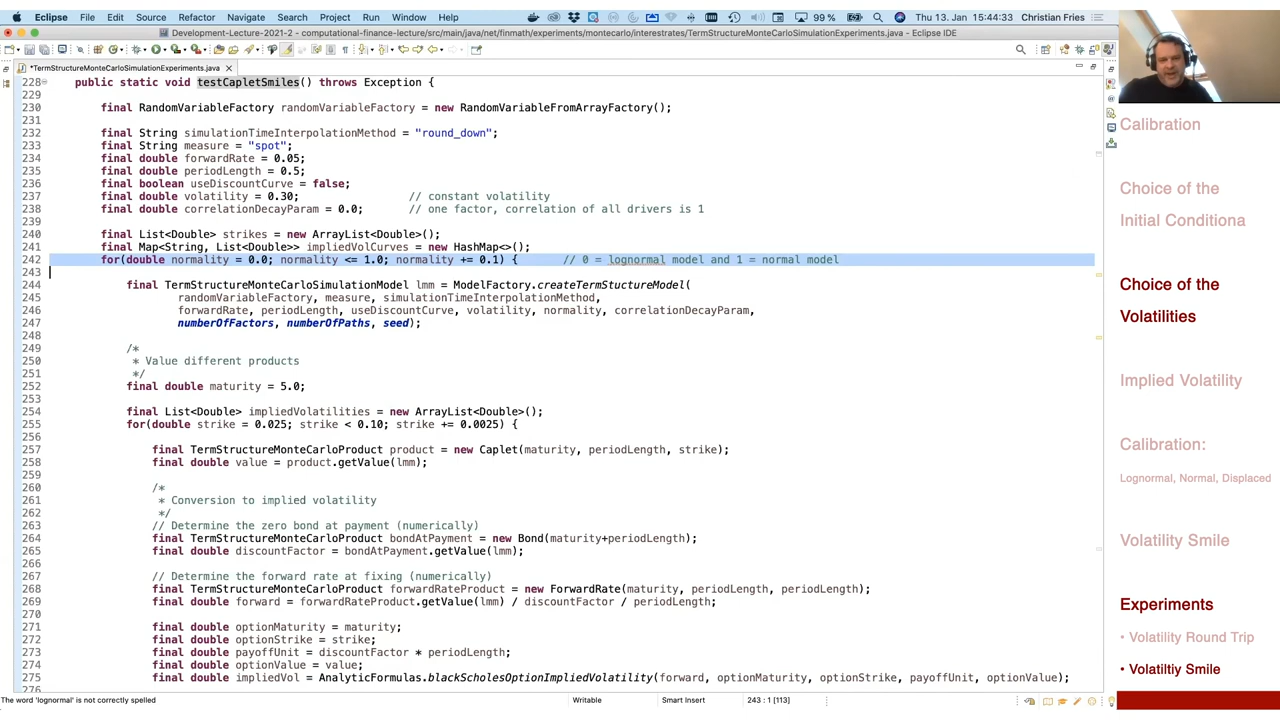 Eclipse File Edit Source Refactor Navigate Search Project Run Window Help 99 % Thu 13. Jan 15:44:33 Christian Fries
Development-Lecture-2021-2 - computational-finance-lecture/src/main/java/net/finmath/experiments/montecarlo/interestrates/TermStructureMonteCarloSimulationExperiments.java - Eclipse IDE
*TermStructureMonteCarloSimulationExperiments.java
228 public static void testCapletSmiles() throws Exception {
229
230 final RandomVariableFactory randomVariableFactory = new RandomVariableFromArrayFactory();
231
232 final String simulationTimeInterpolationMethod = "round_down";
233 final String measure = "spot";
234 final double forwardRate = 0.05;
235 final double periodLength = 0.5;
236 final boolean useDiscountCurve = false;
237 final double volatility = 0.30; // constant volatility
238 final double correlationDecayParam = 0.0; // one factor, correlation of all drivers is 1
239
240 final List<Double> strikes = new ArrayList<Double>();
241 final Map<String, List<Double>> impliedVolCurves = new HashMap<>();
242 for(double normality = 0.0; normality <= 1.0; normality += 0.1) { // 0 = lognormal model and 1 = normal model
243
244 final TermStructureMonteCarloSimulationModel lmm = ModelFactory.createTermStuctureModel(
245 randomVariableFactory, measure, simulationTimeInterpolationMethod,
246 forwardRate, periodLength, useDiscountCurve, volatility, normality, correlationDecayParam,
247 numberOfFactors, numberOfPaths, seed);
248
249 /*
250 * Value different products
251 */
252 final double maturity = 5.0;
253
254 final List<Double> impliedVolatilities = new ArrayList<Double>();
255 for(double strike = 0.025; strike < 0.10; strike += 0.0025) {
256
257 final TermStructureMonteCarloProduct product = new Caplet(maturity, periodLength, strike);
258 final double value = product.getValue(lmm);
259
260 /*
261 * Conversion to implied volatility
262 */
263 // Determine the zero bond at payment (numerically)
264 final TermStructureMonteCarloProduct bondAtPayment = new Bond(maturity+periodLength);
265 final double discountFactor = bondAtPayment.getValue(lmm);
266
267 // Determine the forward rate at fixing (numerically)
268 final TermStructureMonteCarloProduct forwardRateProduct = new ForwardRate(maturity, periodLength, periodLength);
269 final double forward = forwardRateProduct.getValue(lmm) / discountFactor / periodLength;
270
271 final double optionMaturity = maturity;
272 final double optionStrike = strike;
273 final double payoffUnit = discountFactor * periodLength;
274 final double optionValue = value;
275 final double impliedVol = AnalyticFormulas.blackScholesOptionImpliedVolatility(forward, optionMaturity, optionStrike, payoffUnit, optionValue);
276
The word 'lognormal' is not correctly spelled Writable Smart Insert 243 : 1 [113]
Calibration
Choice of the
Initial Conditiona
Choice of the
Volatilities
Implied Volatility
Calibration:
Lognormal, Normal, Displaced
Volatility Smile
Experiments
• Volatility Round Trip
• Volatiltiy Smile